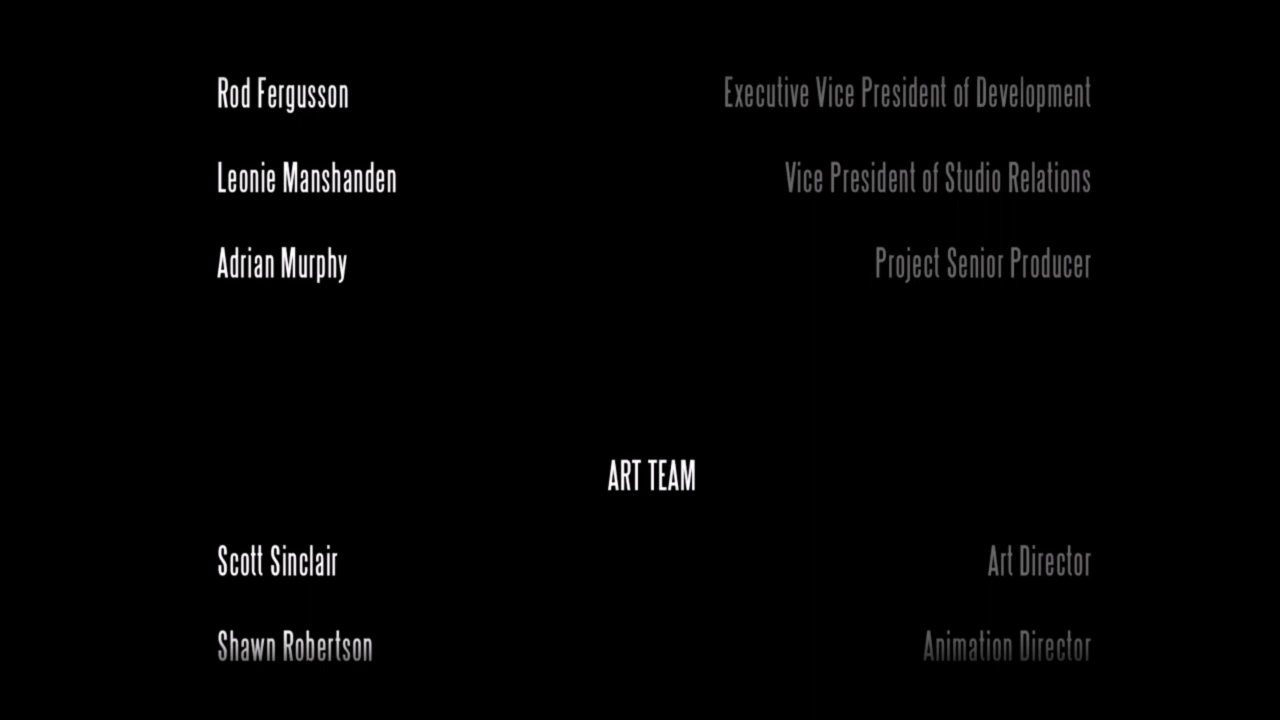 Rod Fergusson Executive Vice President of Development
Leonie Manshanden Vice President of Studio Relations
Adrian Murphy Project Senior Producer
ART TEAM
Scott Sinclair Art Director
Shawn Robertson Animation Director